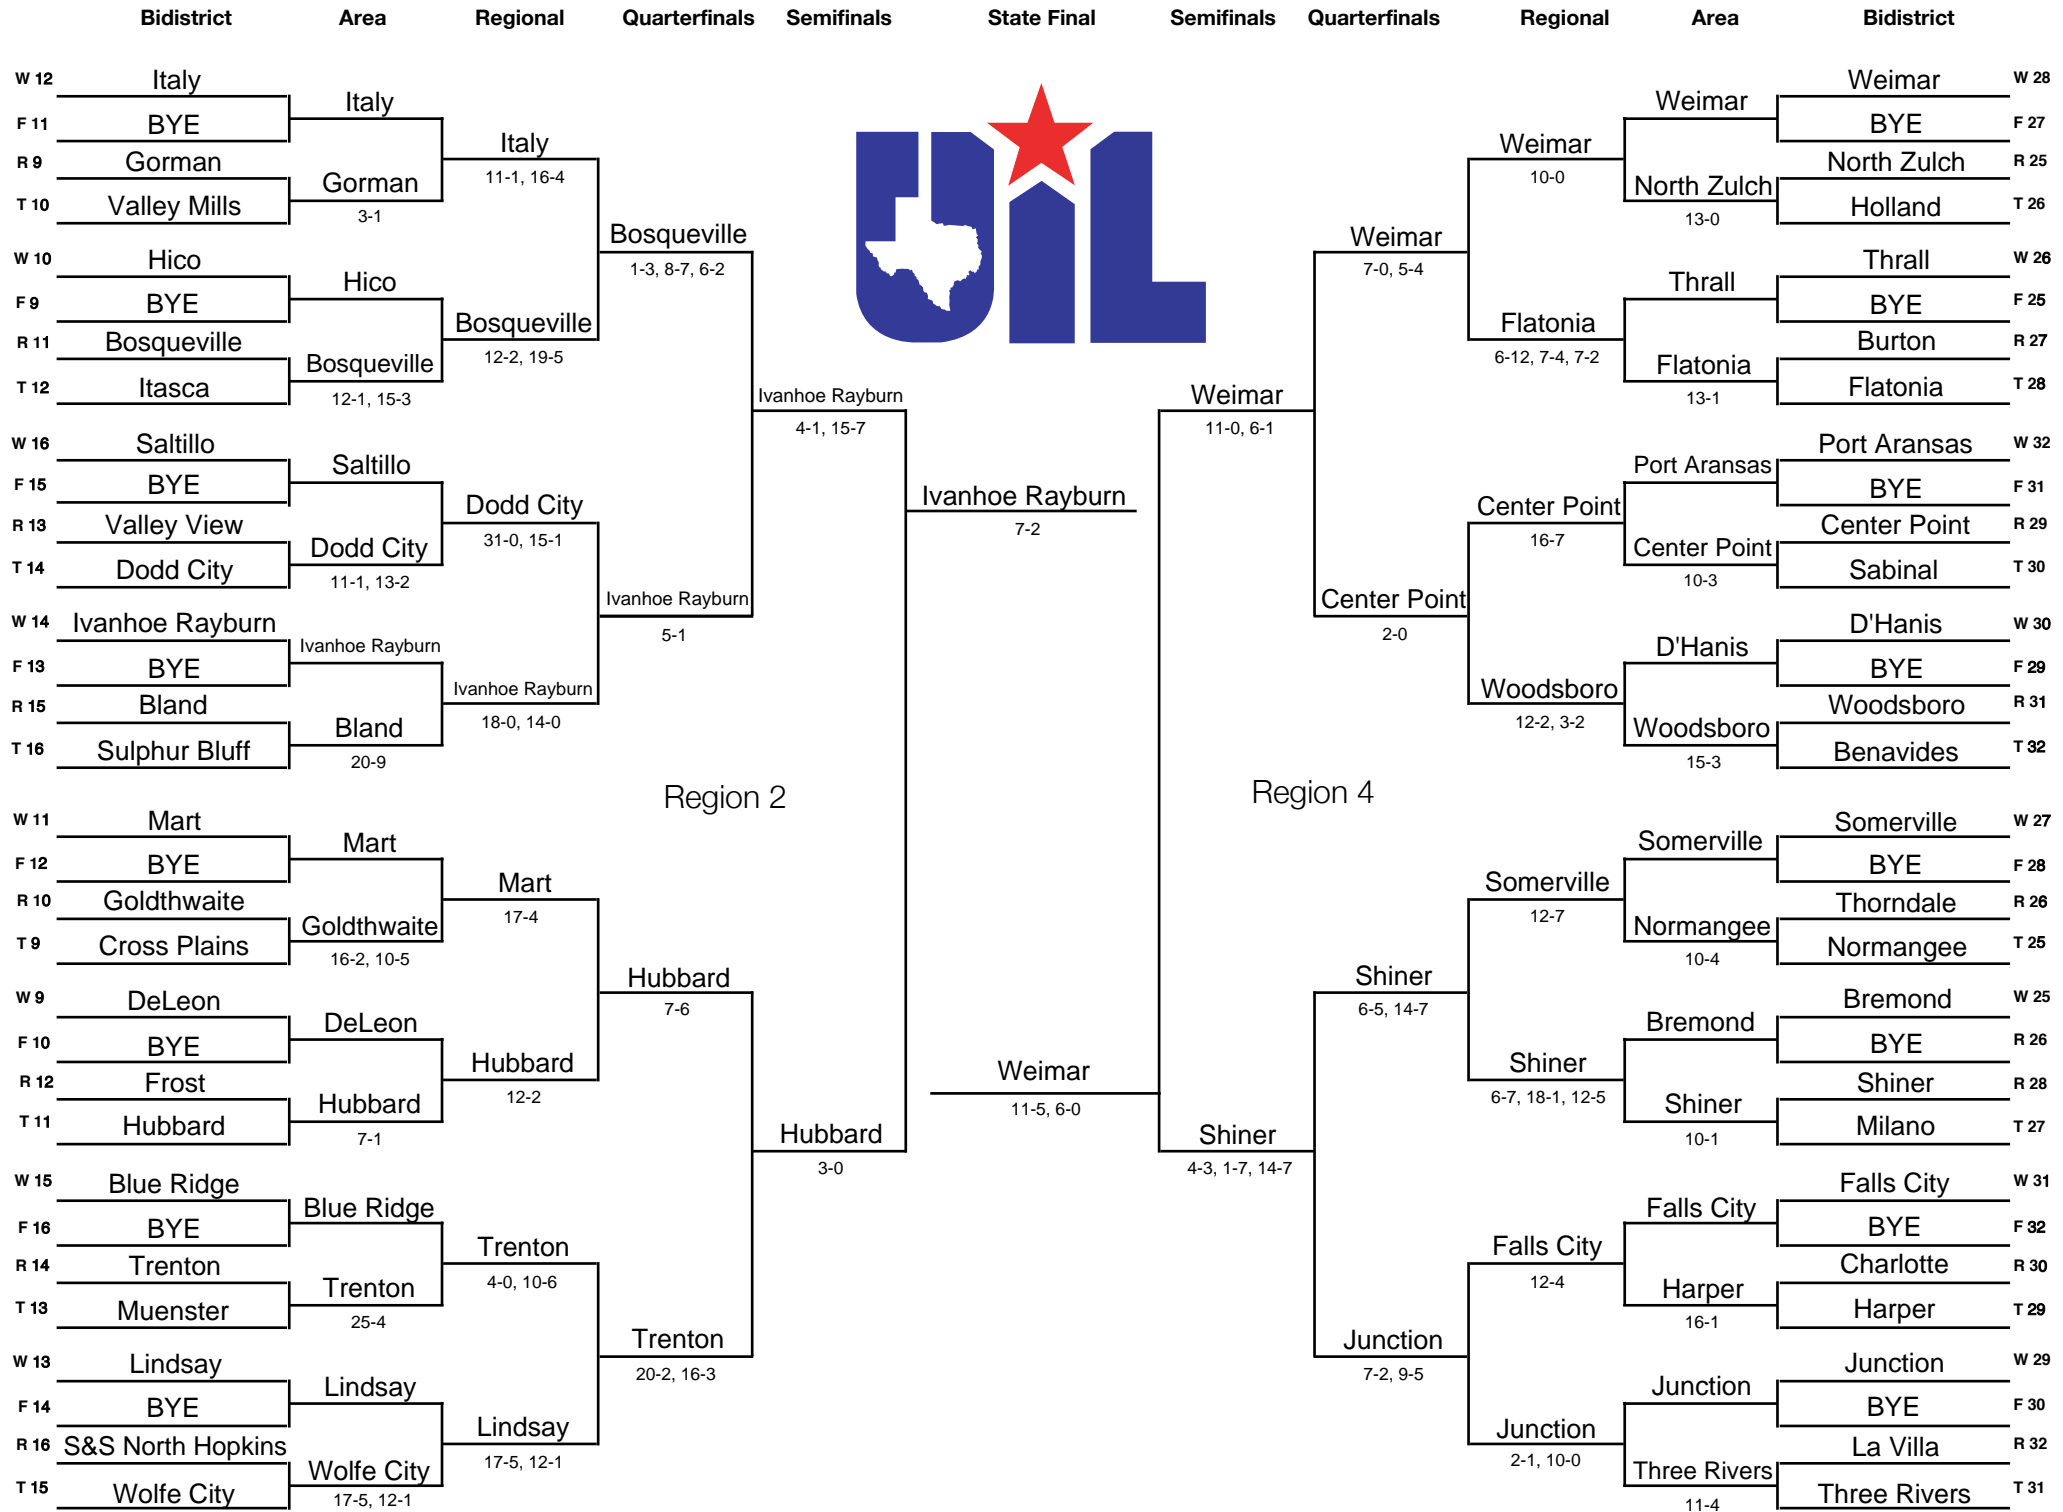 Bidistrict Area Regional Quarterfinals Semifinals State Final Semifinals Quarterfinals Regional Area Bidistrict
W 12 Italy
F 11 BYE
R 9 Gorman
T 10 Valley Mills
W 10 Hico
F 9 BYE
R 11 Bosqueville
T 12 Itasca
W 16 Saltillo
F 15 BYE
R 13 Valley View
T 14 Dodd City
W 14 Ivanhoe Rayburn
F 13 BYE
R 15 Bland
T 16 Sulphur Bluff
W 11 Mart
F 12 BYE
R 10 Goldthwaite
T 9 Cross Plains
W 9 DeLeon
F 10 BYE
R 12 Frost
T 11 Hubbard
W 15 Blue Ridge
F 16 BYE
R 14 Trenton
T 13 Muenster
W 13 Lindsay
F 14 BYE
R 16 S&S North Hopkins
T 15 Wolfe City
Italy
Gorman
3-1
Hico
Bosqueville
12-1, 15-3
Saltillo
Dodd City
11-1, 13-2
Ivanhoe Rayburn
Bland
20-9
Mart
Goldthwaite
16-2, 10-5
DeLeon
Hubbard
7-1
Blue Ridge
Trenton
25-4
Lindsay
Wolfe City
17-5, 12-1
Italy
11-1, 16-4
Bosqueville
12-2, 19-5
Dodd City
31-0, 15-1
Ivanhoe Rayburn
18-0, 14-0
Mart
17-4
Hubbard
12-2
Trenton
4-0, 10-6
Lindsay
17-5, 12-1
Bosqueville
1-3, 8-7, 6-2
Ivanhoe Rayburn
5-1
Region 2
Hubbard
7-6
Trenton
20-2, 16-3
Ivanhoe Rayburn
4-1, 15-7
Hubbard
3-0
UIL
Ivanhoe Rayburn
7-2
Weimar
11-5, 6-0
Weimar
11-0, 6-1
Shiner
4-3, 1-7, 14-7
Weimar
7-0, 5-4
Center Point
2-0
Region 4
Shiner
6-5, 14-7
Junction
7-2, 9-5
Weimar
10-0
Flatonia
6-12, 7-4, 7-2
Center Point
16-7
Woodsboro
12-2, 3-2
Somerville
12-7
Shiner
6-7, 18-1, 12-5
Falls City
12-4
Junction
2-1, 10-0
Weimar
North Zulch
13-0
Thrall
Flatonia
13-1
Port Aransas
Center Point
10-3
D'Hanis
Woodsboro
15-3
Somerville
Normangee
10-4
Bremond
Shiner
10-1
Falls City
Harper
16-1
Junction
Three Rivers
11-4
Weimar W 28
BYE F 27
North Zulch R 25
Holland T 26
Thrall W 26
BYE F 25
Burton R 27
Flatonia T 28
Port Aransas W 32
BYE F 31
Center Point R 29
Sabinal T 30
D'Hanis W 30
BYE F 29
Woodsboro R 31
Benavides T 32
Somerville W 27
BYE F 28
Thorndale R 26
Normangee T 25
Bremond W 25
BYE R 26
Shiner R 28
Milano T 27
Falls City W 31
BYE F 32
Charlotte R 30
Harper T 29
Junction W 29
BYE F 30
La Villa R 32
Three Rivers T 31